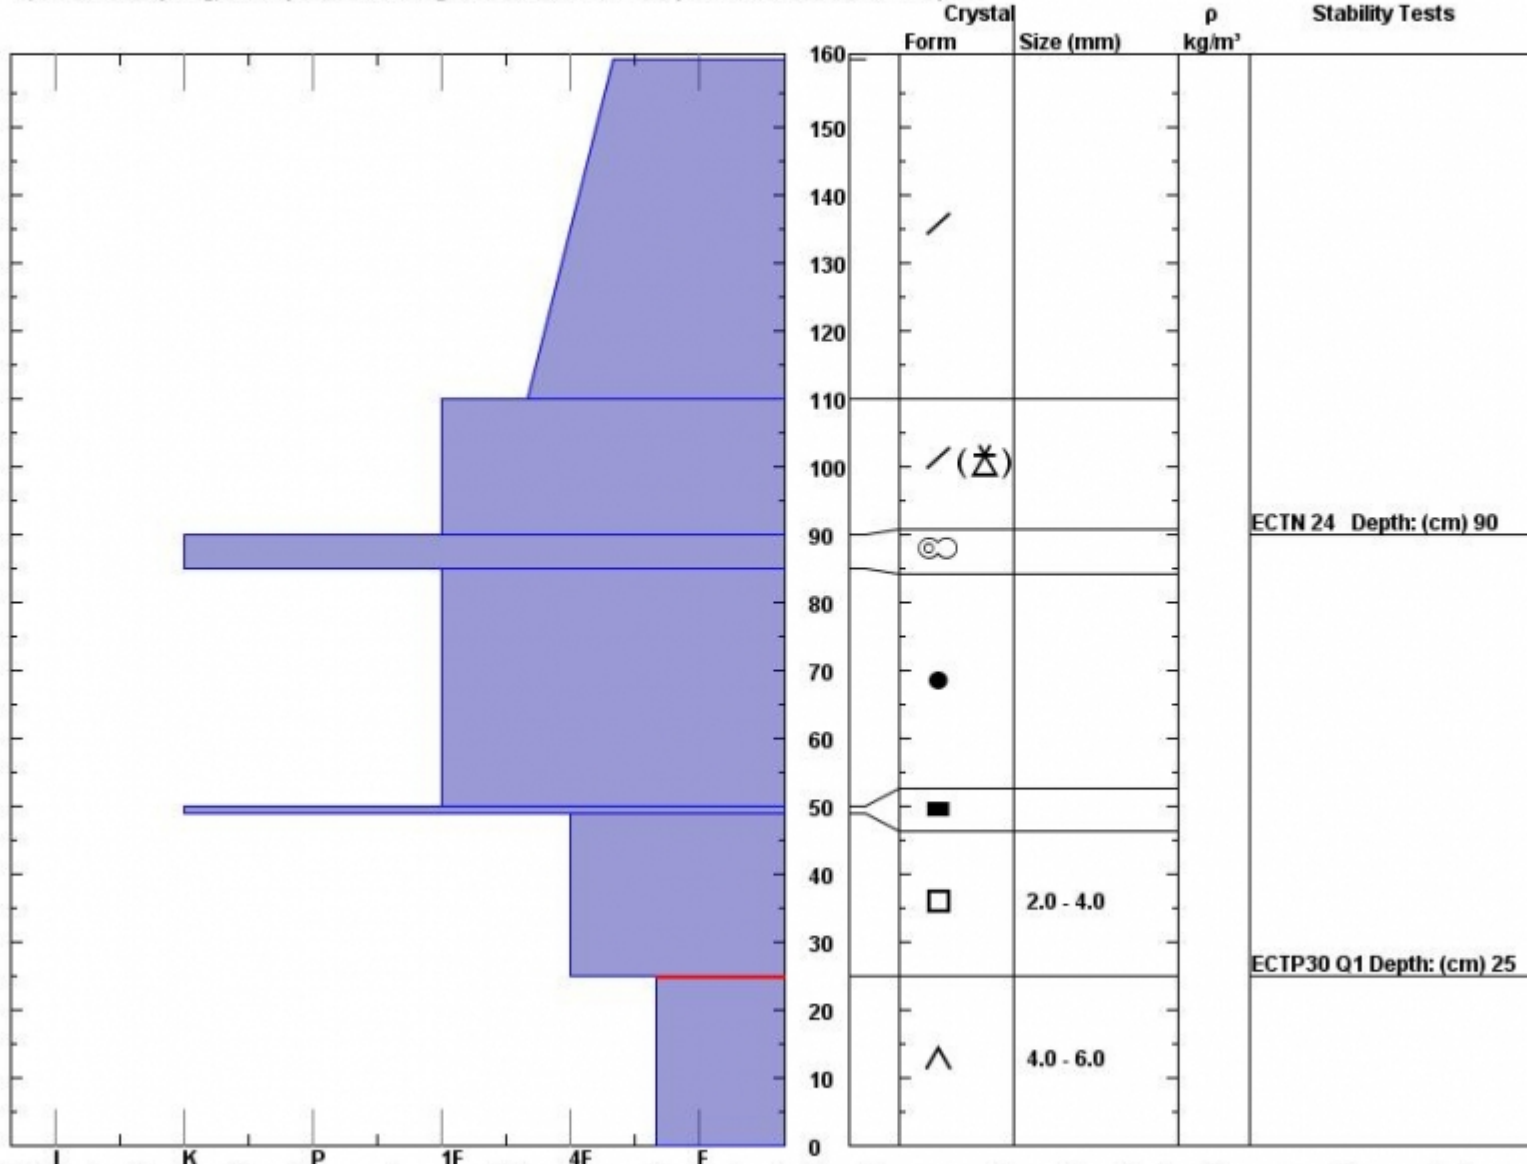 Crystal ρ Stability Tests
Form Size (mm) kg/m³
160
150
140
130
120
110
100
90 ECTN 24 Depth: (cm) 90
80
70
60
50
40
2.0 - 4.0
30
ECTP30 Q1 Depth: (cm) 25
20
4.0 - 6.0
10
0
I K P 1F 4F F